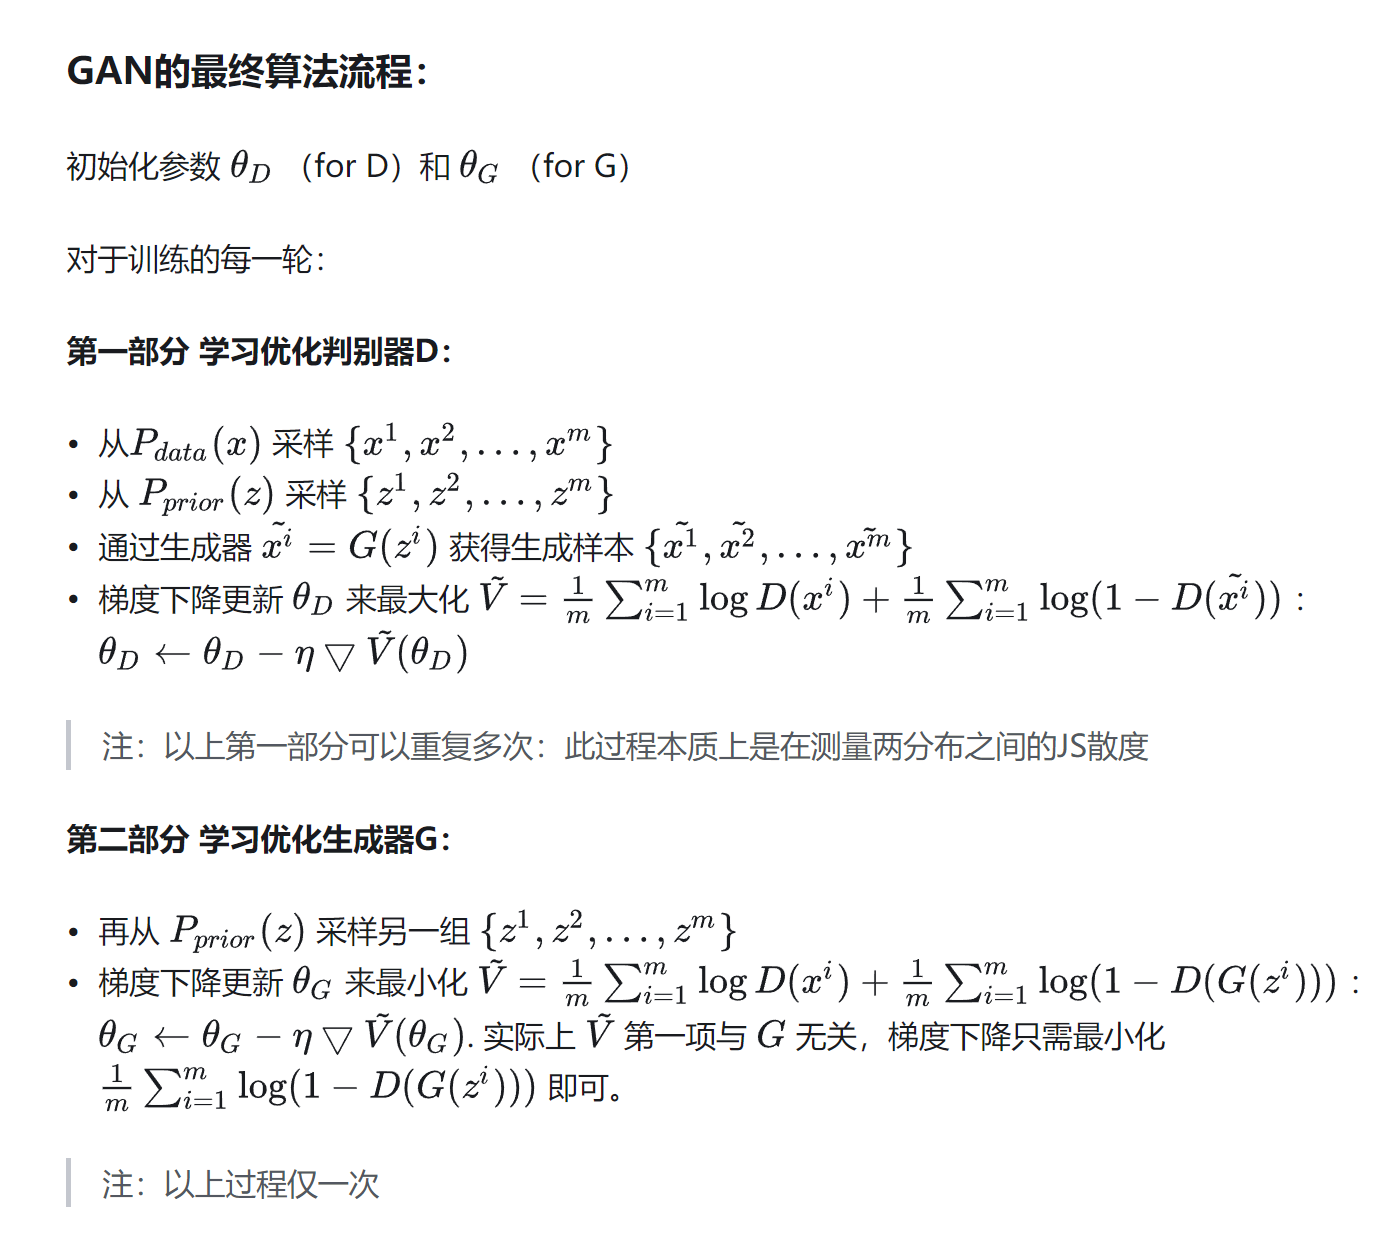 GAN的最终算法流程：
初始化参数 $\theta_D$ （for D）和 $\theta_G$ （for G）
对于训练的每一轮：
第一部分 学习优化判别器D：
• 从$P_{data}(x)$ 采样 $\{x^1, x^2, \ldots, x^m\}$
• 从 $P_{prior}(z)$ 采样 $\{z^1, z^2, \ldots, z^m\}$
• 通过生成器 $\tilde{x^i} = G(z^i)$ 获得生成样本 $\{\tilde{x^1}, \tilde{x^2}, \ldots, \tilde{x^m}\}$
• 梯度下降更新 $\theta_D$ 来最大化 $\tilde{V} = \frac{1}{m}\sum_{i=1}^{m} \log D(x^i) + \frac{1}{m}\sum_{i=1}^{m} \log(1 - D(\tilde{x^i}))$ ：
$\theta_D \leftarrow \theta_D - \eta \bigtriangledown \tilde{V}(\theta_D)$
注：以上第一部分可以重复多次：此过程本质上是在测量两分布之间的JS散度
第二部分 学习优化生成器G：
• 再从 $P_{prior}(z)$ 采样另一组 $\{z^1, z^2, \ldots, z^m\}$
• 梯度下降更新 $\theta_G$ 来最小化 $\tilde{V} = \frac{1}{m}\sum_{i=1}^{m} \log D(x^i) + \frac{1}{m}\sum_{i=1}^{m} \log(1 - D(G(z^i)))$ ：
$\theta_G \leftarrow \theta_G - \eta \bigtriangledown \tilde{V}(\theta_G)$. 实际上 $\tilde{V}$ 第一项与 $G$ 无关，梯度下降只需最小化
$\frac{1}{m}\sum_{i=1}^{m} \log(1 - D(G(z^i)))$ 即可。
注：以上过程仅一次